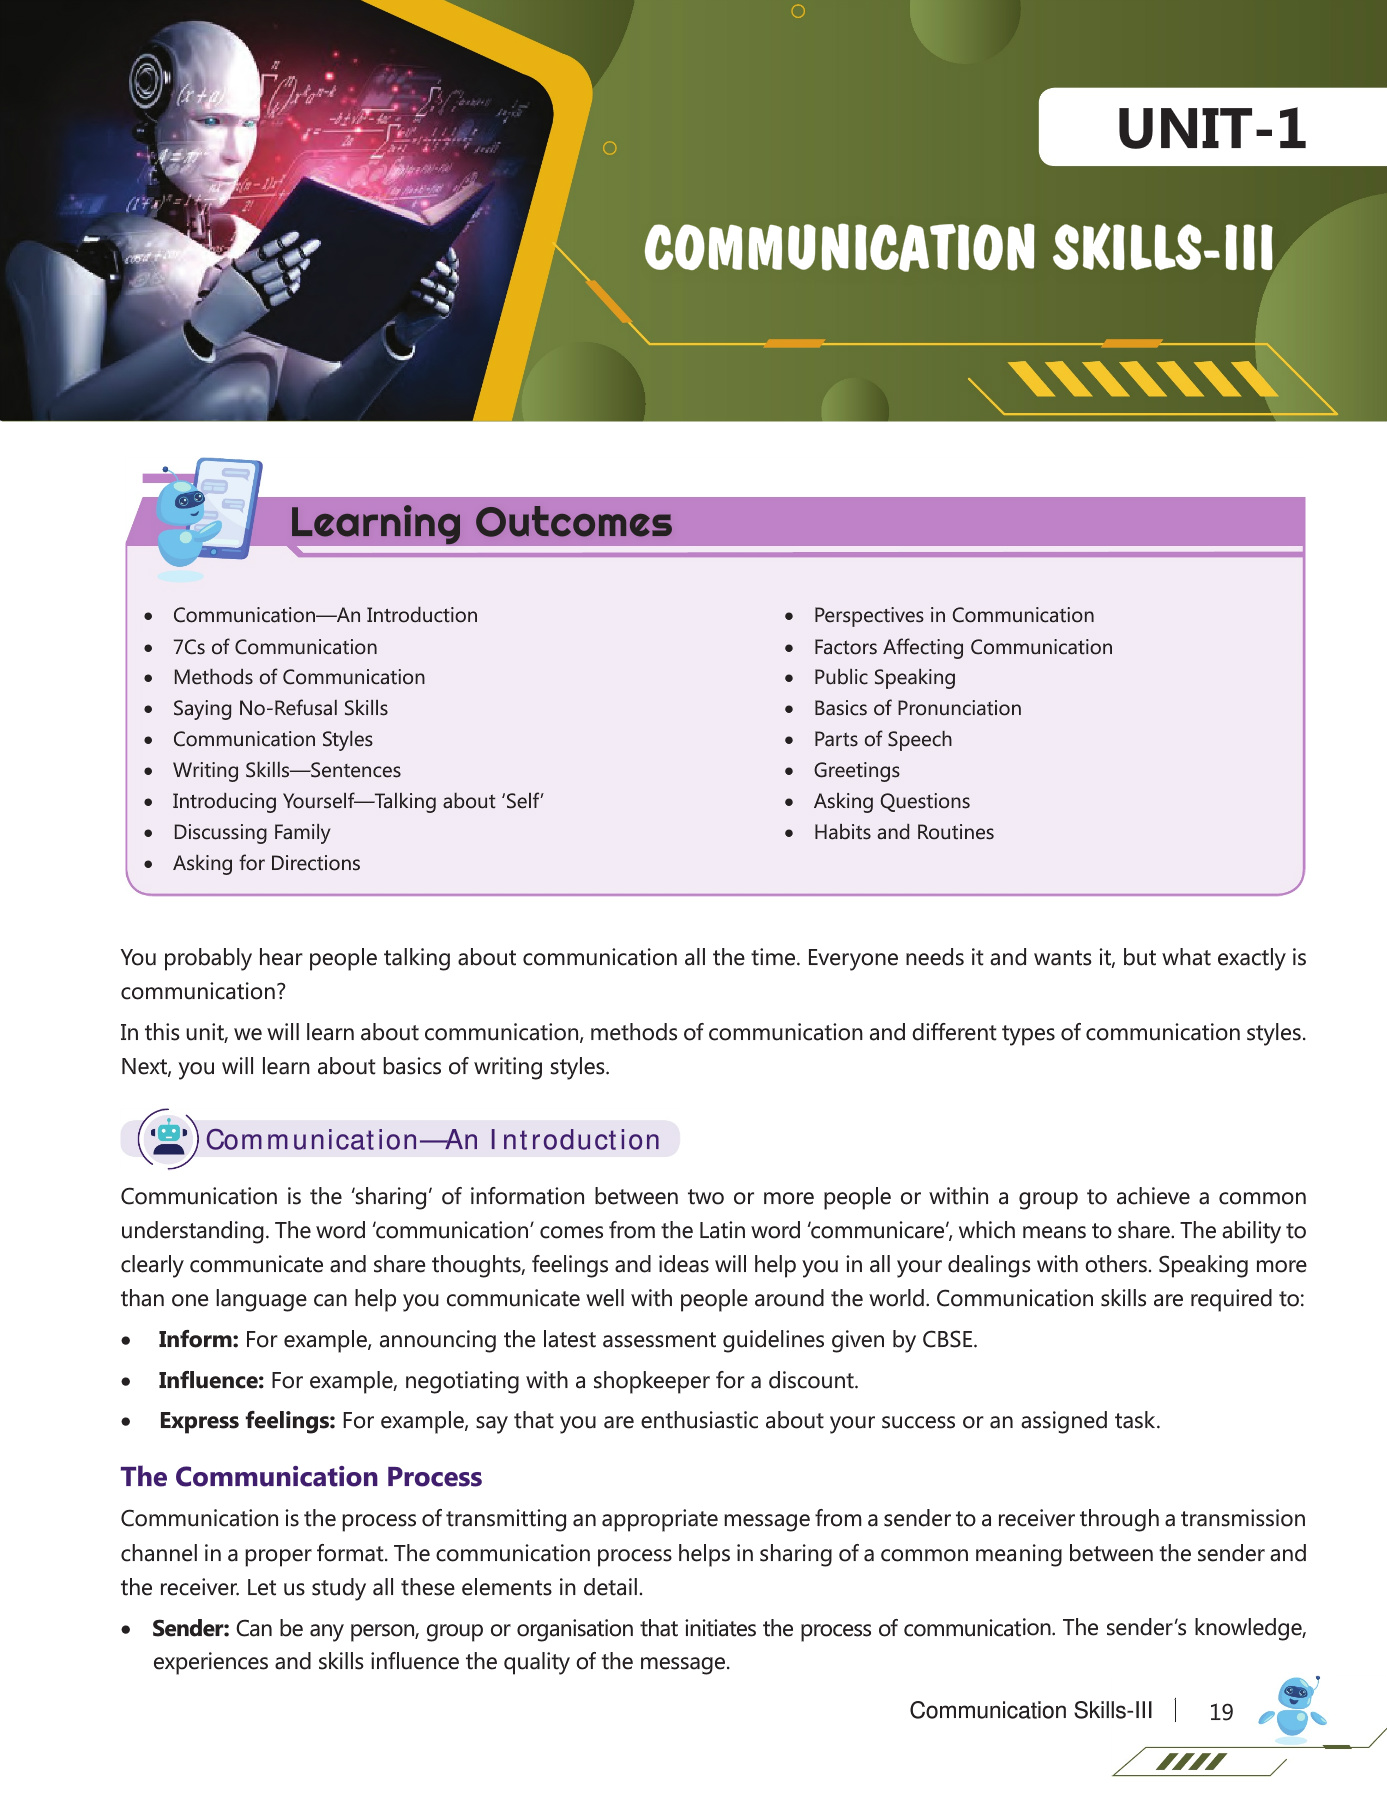 UNIT-1
COMMUNICATION SKILLS-III
Learning Outcomes
• Communication—An Introduction
• 7Cs of Communication
• Methods of Communication
• Saying No-Refusal Skills
• Communication Styles
• Writing Skills—Sentences
• Introducing Yourself—Talking about ‘Self’
• Discussing Family
• Asking for Directions
• Perspectives in Communication
• Factors Affecting Communication
• Public Speaking
• Basics of Pronunciation
• Parts of Speech
• Greetings
• Asking Questions
• Habits and Routines
You probably hear people talking about communication all the time. Everyone needs it and wants it, but what exactly is
communication?
In this unit, we will learn about communication, methods of communication and different types of communication styles.
Next, you will learn about basics of writing styles.
Communication—An Introduction
Communication is the ‘sharing’ of information between two or more people or within a group to achieve a common
understanding. The word ‘communication’ comes from the Latin word ‘communicare’, which means to share. The ability to
clearly communicate and share thoughts, feelings and ideas will help you in all your dealings with others. Speaking more
than one language can help you communicate well with people around the world. Communication skills are required to:
• Inform: For example, announcing the latest assessment guidelines given by CBSE.
• Influence: For example, negotiating with a shopkeeper for a discount.
• Express feelings: For example, say that you are enthusiastic about your success or an assigned task.
The Communication Process
Communication is the process of transmitting an appropriate message from a sender to a receiver through a transmission
channel in a proper format. The communication process helps in sharing of a common meaning between the sender and
the receiver. Let us study all these elements in detail.
• Sender: Can be any person, group or organisation that initiates the process of communication. The sender’s knowledge,
experiences and skills influence the quality of the message.
Communication Skills-III
19